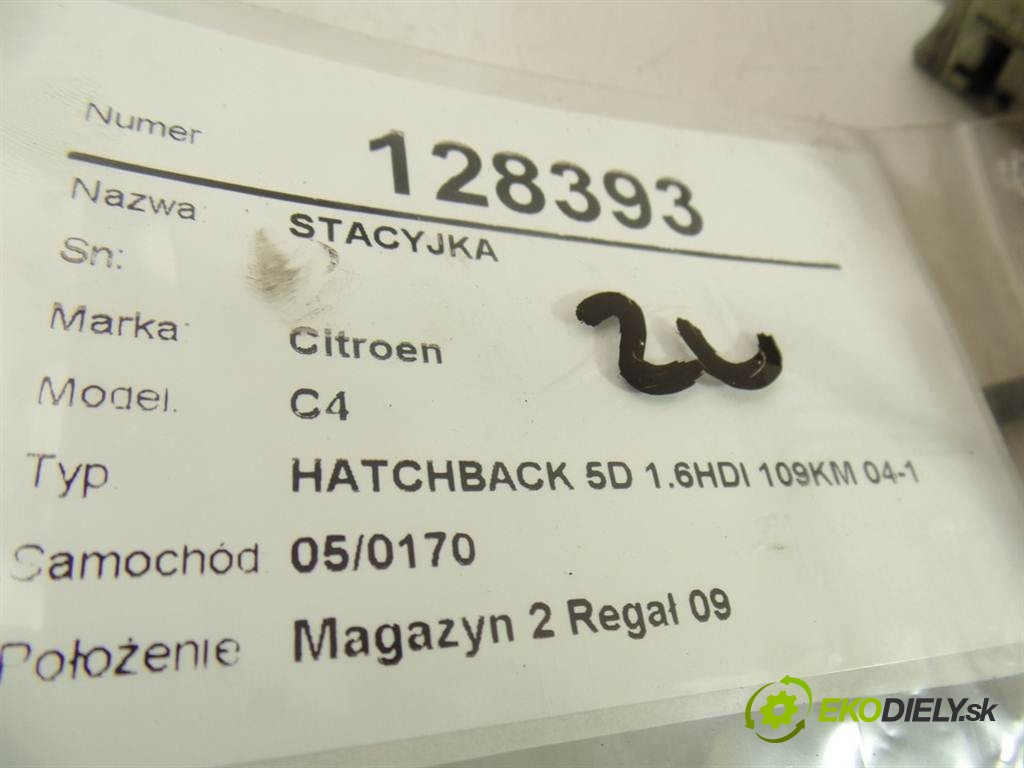 Numer 128393
Nazwa: STACYJKA
Sn:
Marka: Citroen
Model: C4
Typ HATCHBACK 5D 1.6HDI 109KM 04-1
Samochód 05/0170
Położenie Magazyn 2 Regał 09
EKODIELY.sk